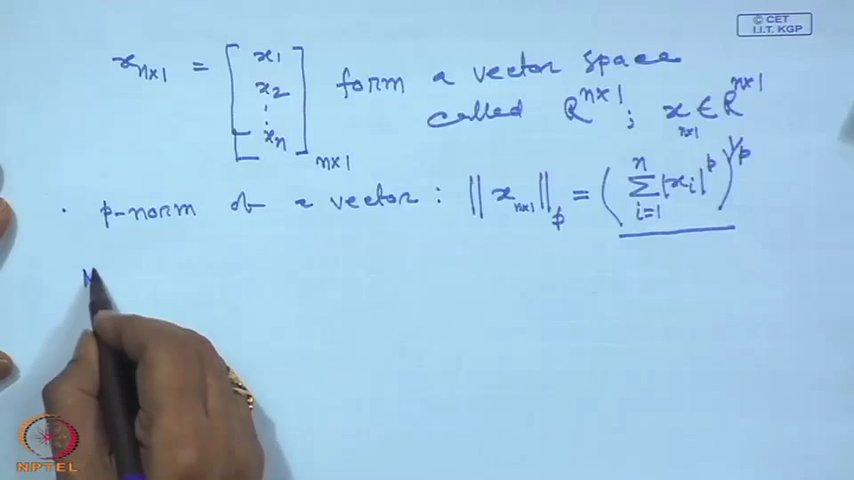 © CET
I.I.T. KGP
x_{n×1} = [x_1 x_2 ⋮ x_n]_{n×1} form a vector space
called R^{n×1} ; x_{n×1} ∈ R^{n×1}
· p-norm of a vector : ||x_{n×1}||_p = (∑_{i=1}^{n} |x_i|^p)^{1/p}
NPTEL